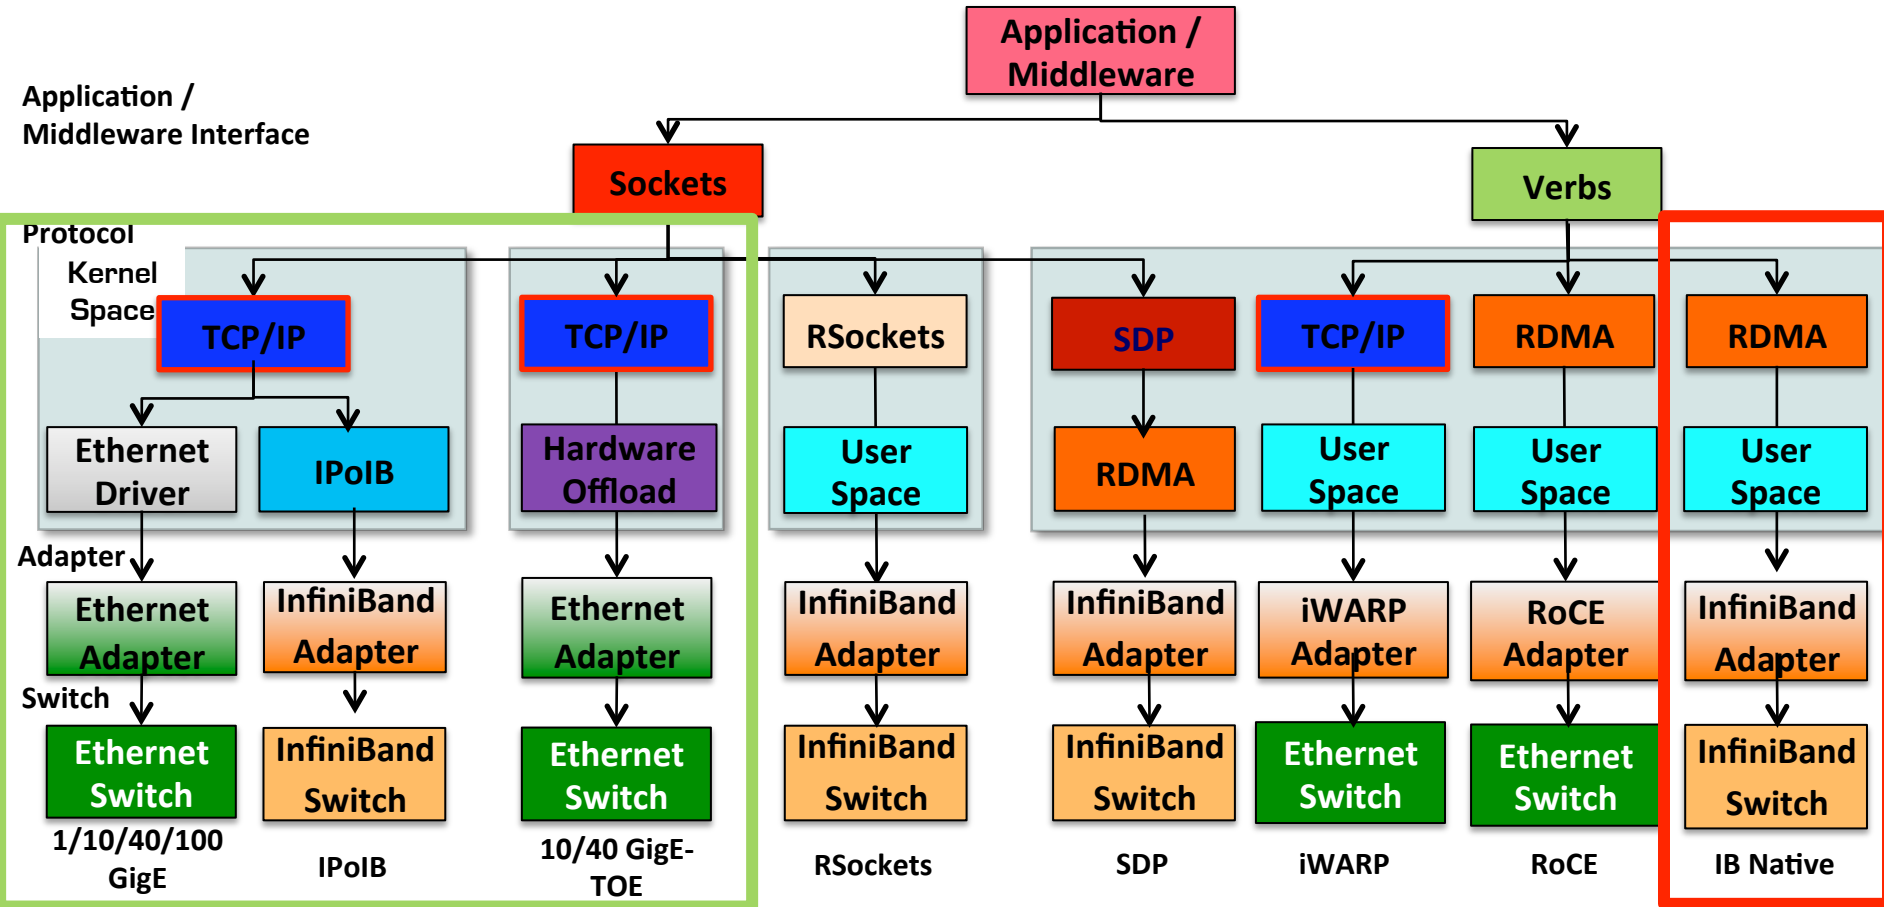 Application /
Middleware
Application /
Middleware Interface
Sockets
Verbs
Protocol
Kernel
Space
TCP/IP
TCP/IP
RSockets
SDP
TCP/IP
RDMA
RDMA
Ethernet
Driver
IPoIB
Hardware
Offload
User
Space
RDMA
User
Space
User
Space
User
Space
Adapter
Ethernet
Adapter
InfiniBand
Adapter
Ethernet
Adapter
InfiniBand
Adapter
InfiniBand
Adapter
iWARP
Adapter
RoCE
Adapter
InfiniBand
Adapter
Switch
Ethernet
Switch
InfiniBand
Switch
Ethernet
Switch
InfiniBand
Switch
InfiniBand
Switch
Ethernet
Switch
Ethernet
Switch
InfiniBand
Switch
1/10/40/100
GigE
IPoIB
10/40 GigE-
TOE
RSockets
SDP
iWARP
RoCE
IB Native